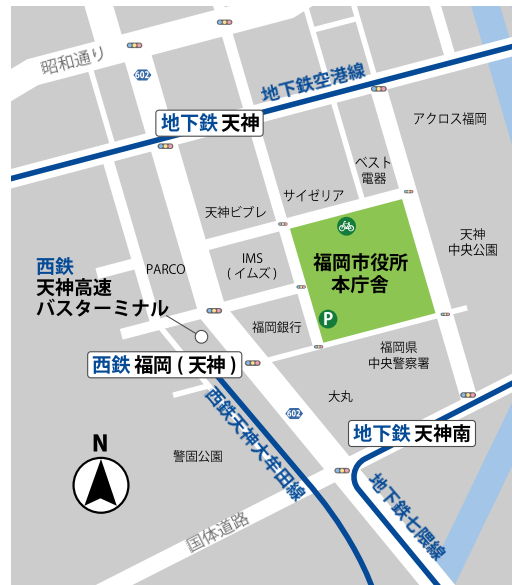 昭和通り
602
地下鉄空港線
アクロス福岡
地下鉄 天神
ベスト
電器
サイゼリア
天神ビブレ
天神
中央公園
西鉄
天神高速
バスターミナル
PARCO
IMS
(イムズ)
福岡市役所
本庁舎
P
福岡銀行
福岡県
中央警察署
西鉄 福岡(天神)
大丸
602
西鉄天神大牟田線
地下鉄 天神南
N
警固公園
地下鉄七隈線
国体道路